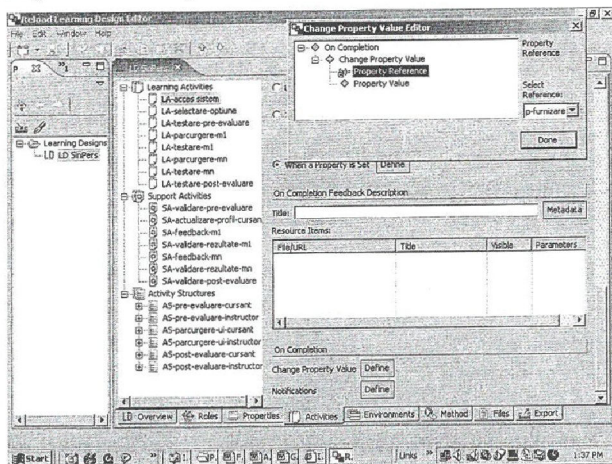 Reload Learning Design Editor
File Edit Window Help
LD SinPers
Learning Designs
LD LD SinPers
Learning Activities
LA-acces sistem
LA-selectare-optiune
LA-testare-pre-evaluare
LA-parcurgere-m1
LA-testare-m1
LA-parcurgere-mn
LA-testare-mn
LA-testare-post-evaluare
Support Activities
SA-validare-pre-evaluare
SA-actualizare-profil-cursan
SA-feedback-m1
SA-validare-rezultate-m1
SA-feedback-mn
SA-validare-rezultate-mn
SA-validare-post-evaluare
Activity Structures
AS-pre-evaluare-cursant
AS-pre-evaluare-instructor
AS-parcurgere-ui-cursant
AS-parcurgere-ui-instructor
AS-post-evaluare-cursant
AS-post-evaluare-instructor
Change Property Value Editor
On Completion
Change Property Value
Property Reference
Property Value
Property Reference
Select Reference:
p-furnizare
Done
When a Property is Set Define
On Completion Feedback Description
Title: Metadata
Resource Items:
File/URL Title Visible Parameters
On Completion
Change Property Value Define
Notifications Define
LD Overview Roles Properties Activities Environments Method Files Export
Start Links 1:37 PM